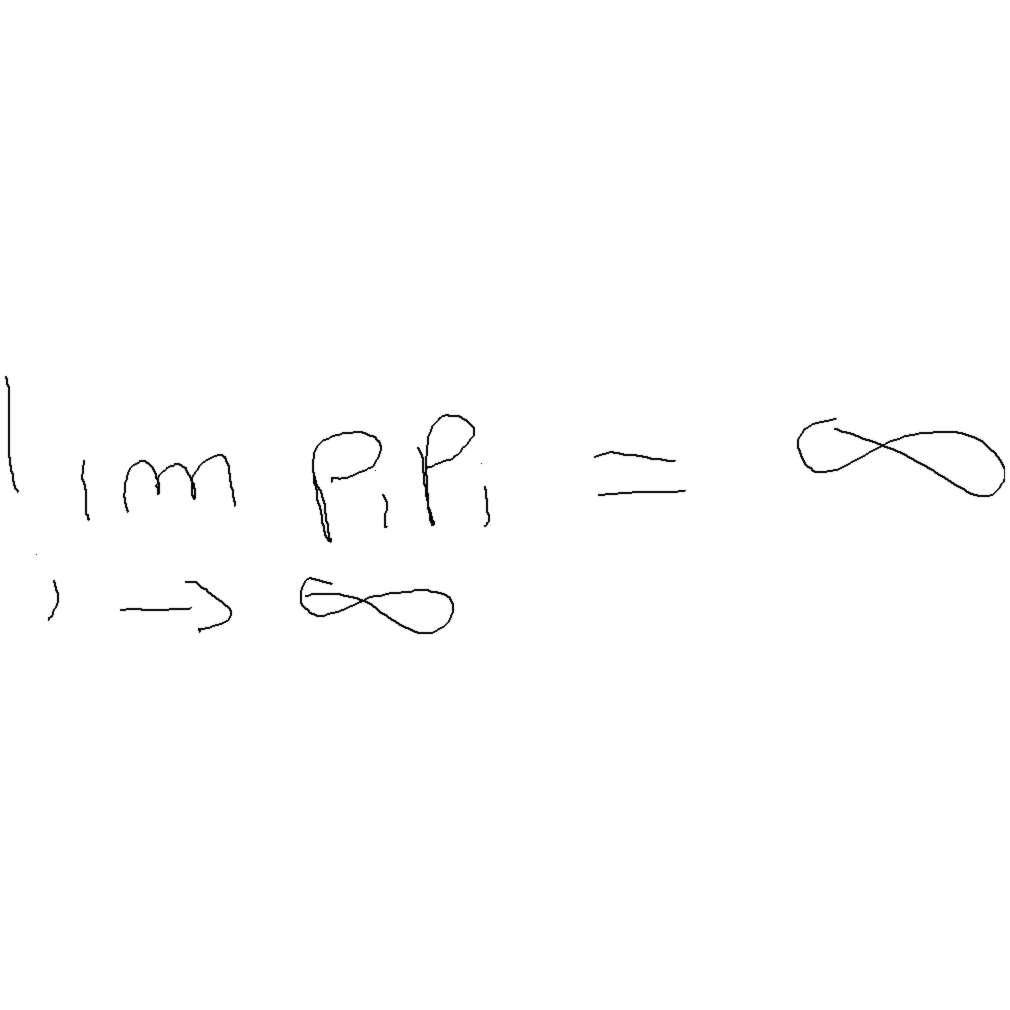 lim PiPi = ∞
i → ∞